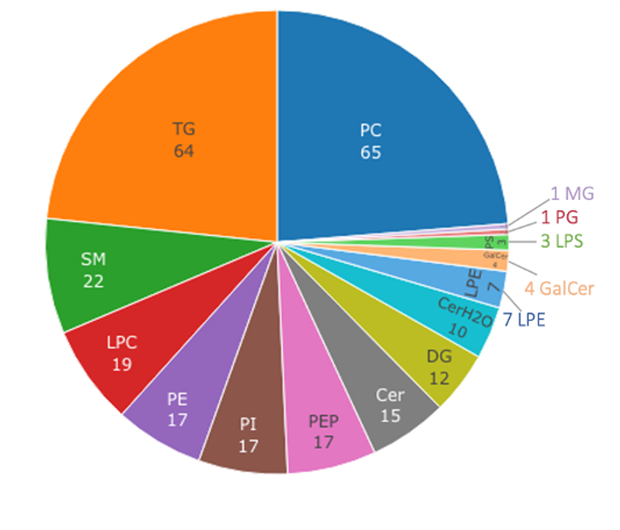 TG
64
PC
65
1 MG
1 PG
PS
3
3 LPS
GalCer
4
4 GalCer
SM
22
LPE
7
7 LPE
CerH2O
10
LPC
19
DG
12
PE
17
PI
17
PEP
17
Cer
15